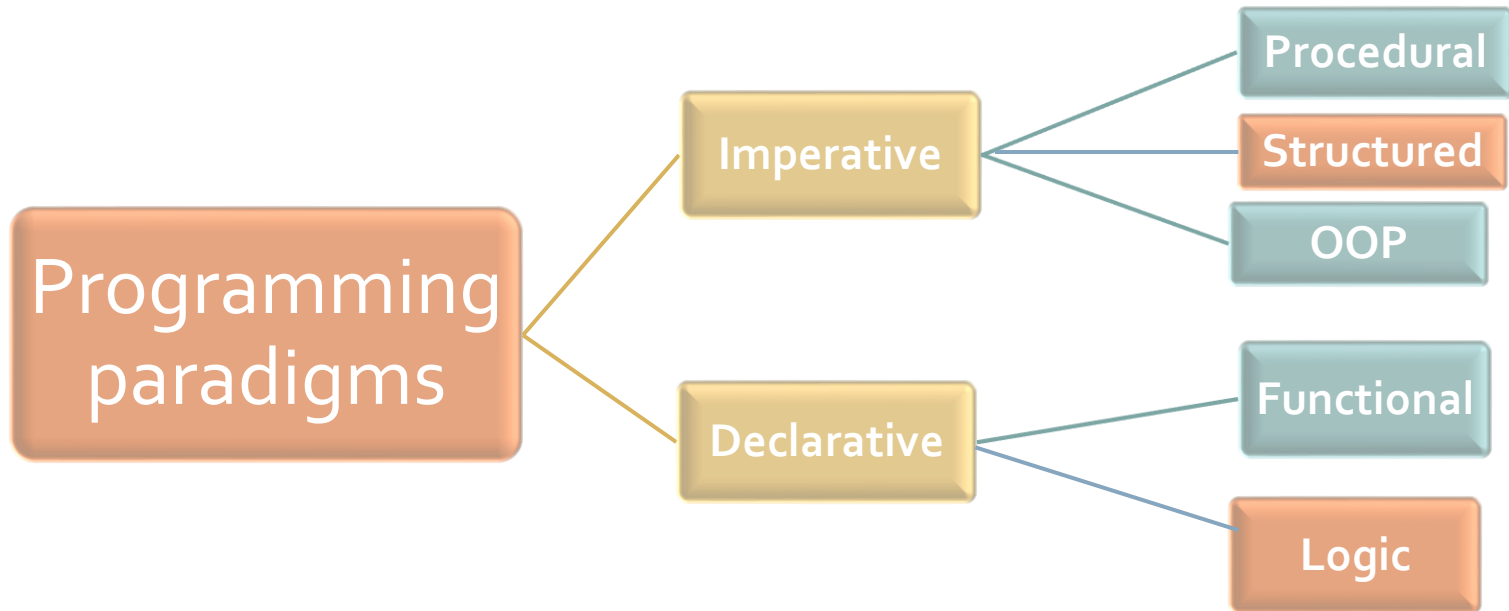 Programming
paradigms
Imperative
Declarative
Procedural
Structured
OOP
Functional
Logic